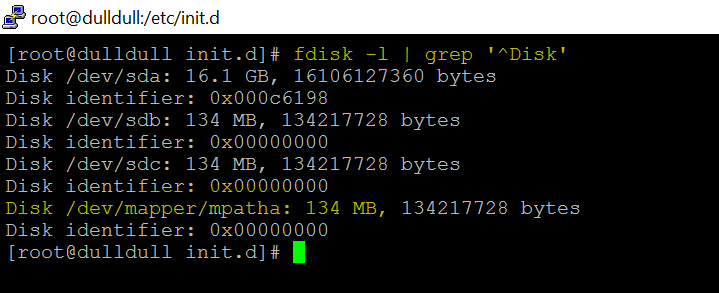 root@dulldull:/etc/init.d
[root@dulldull init.d]# fdisk -l | grep '^Disk'
Disk /dev/sda: 16.1 GB, 16106127360 bytes
Disk identifier: 0x000c6198
Disk /dev/sdb: 134 MB, 134217728 bytes
Disk identifier: 0x00000000
Disk /dev/sdc: 134 MB, 134217728 bytes
Disk identifier: 0x00000000
Disk /dev/mapper/mpatha: 134 MB, 134217728 bytes
Disk identifier: 0x00000000
[root@dulldull init.d]#